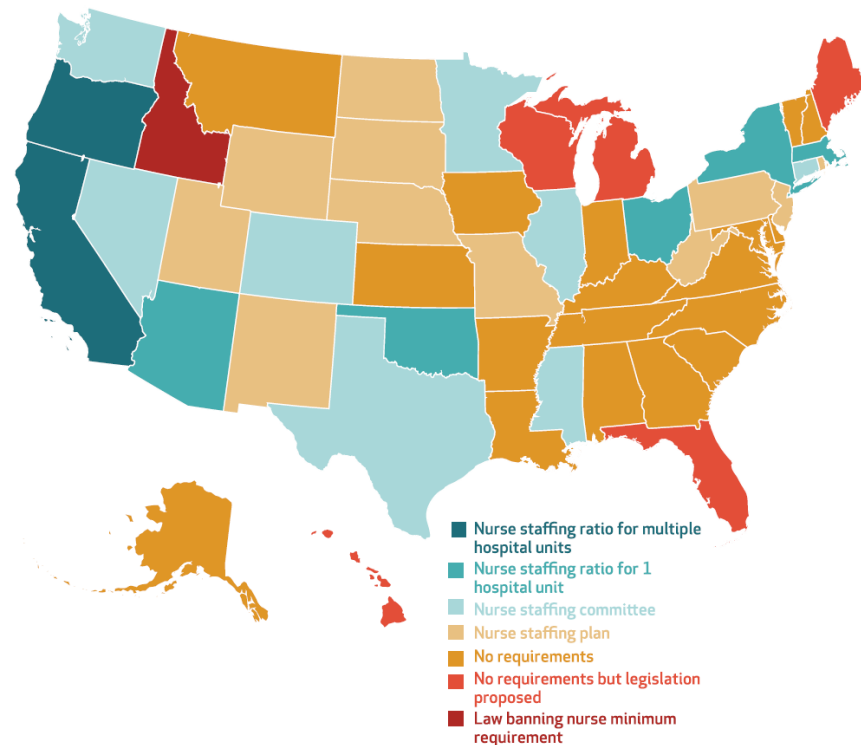 Nurse staffing ratio for multiple
hospital units
Nurse staffing ratio for 1
hospital unit
Nurse staffing committee
Nurse staffing plan
No requirements
No requirements but legislation
proposed
Law banning nurse minimum
requirement